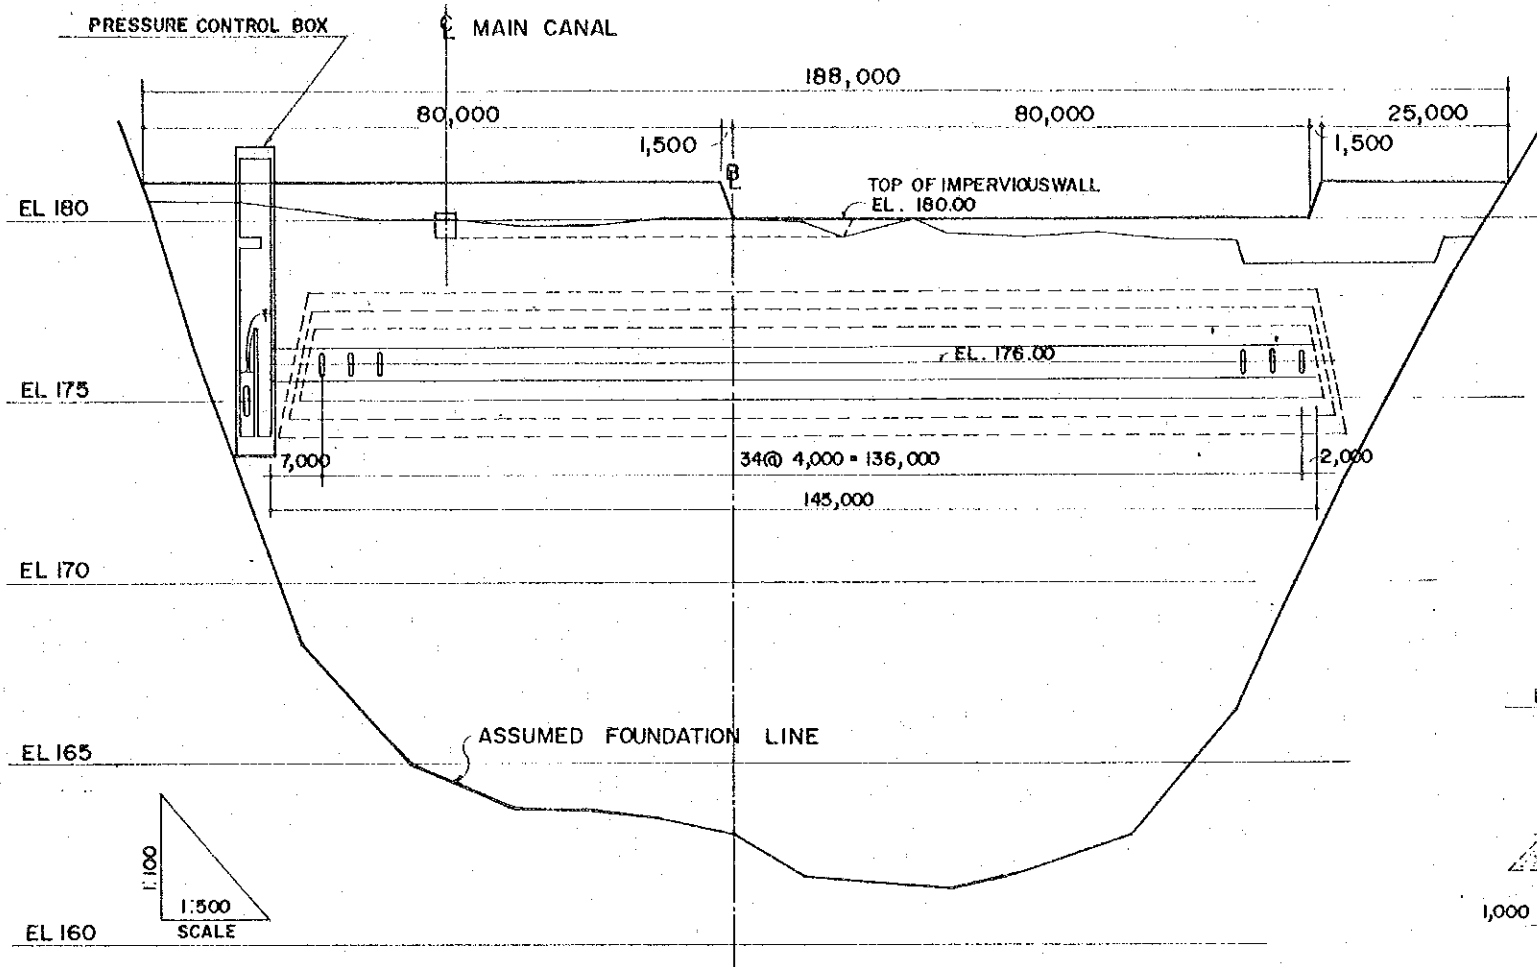 PRESSURE CONTROL BOX
℄ MAIN CANAL
188,000
80,000
80,000
25,000
1,500
1,500
TOP OF IMPERVIOUS WALL
EL. 180.00
EL 180
EL. 176.00
EL 175
7,000
34@ 4,000 = 136,000
2,000
145,000
EL 170
ASSUMED FOUNDATION LINE
EL 165
1:100
1:500
SCALE
EL 160
1,000